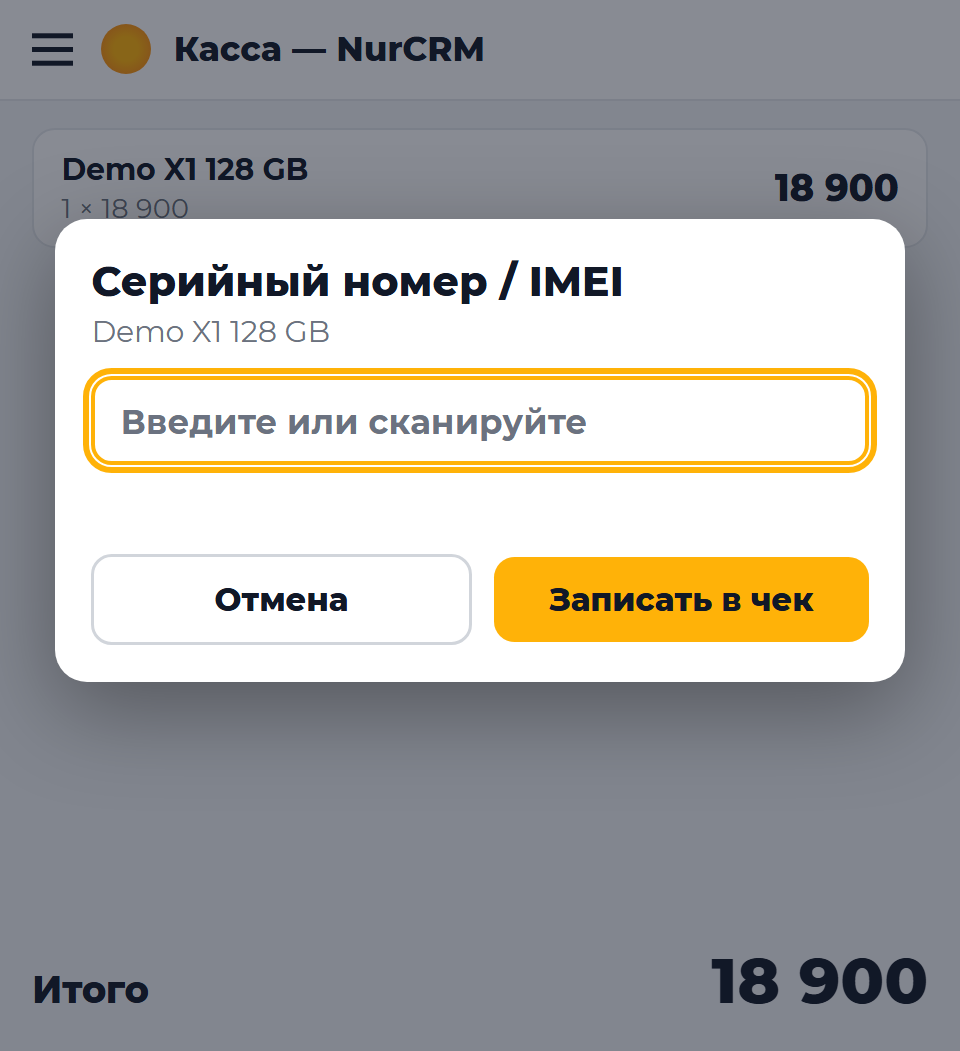 Касса — NurCRM
Demo X1 128 GB
1 × 18 900
18 900
Серийный номер / IMEI
Demo X1 128 GB
Введите или сканируйте
Отмена
Записать в чек
Итого
18 900